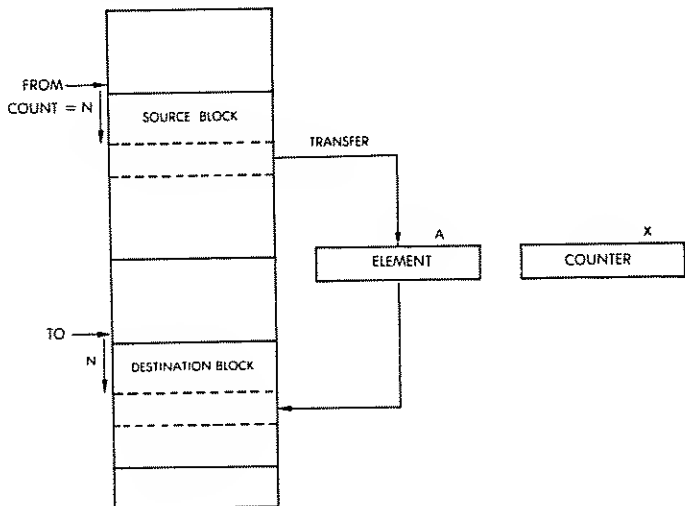 FROM
COUNT = N
SOURCE BLOCK
TRANSFER
A
X
ELEMENT
COUNTER
TO
N
DESTINATION BLOCK